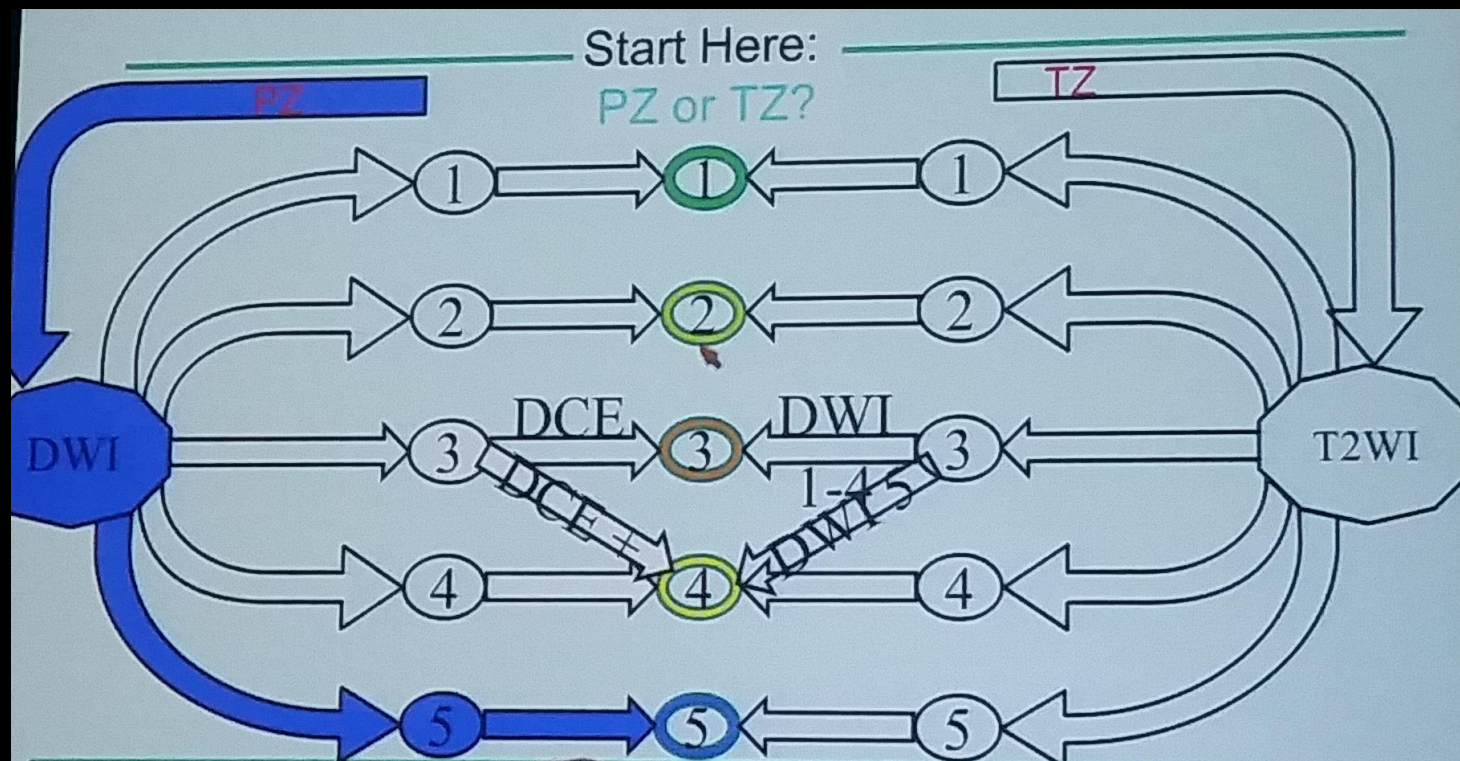 Start Here:
PZ
PZ or TZ?
TZ
1 1 1
2 2 2
DWI 3 DCE 3 DWI 3 T2WI
1-4
DCE +
DWI 5
4 4 4
5 5 5